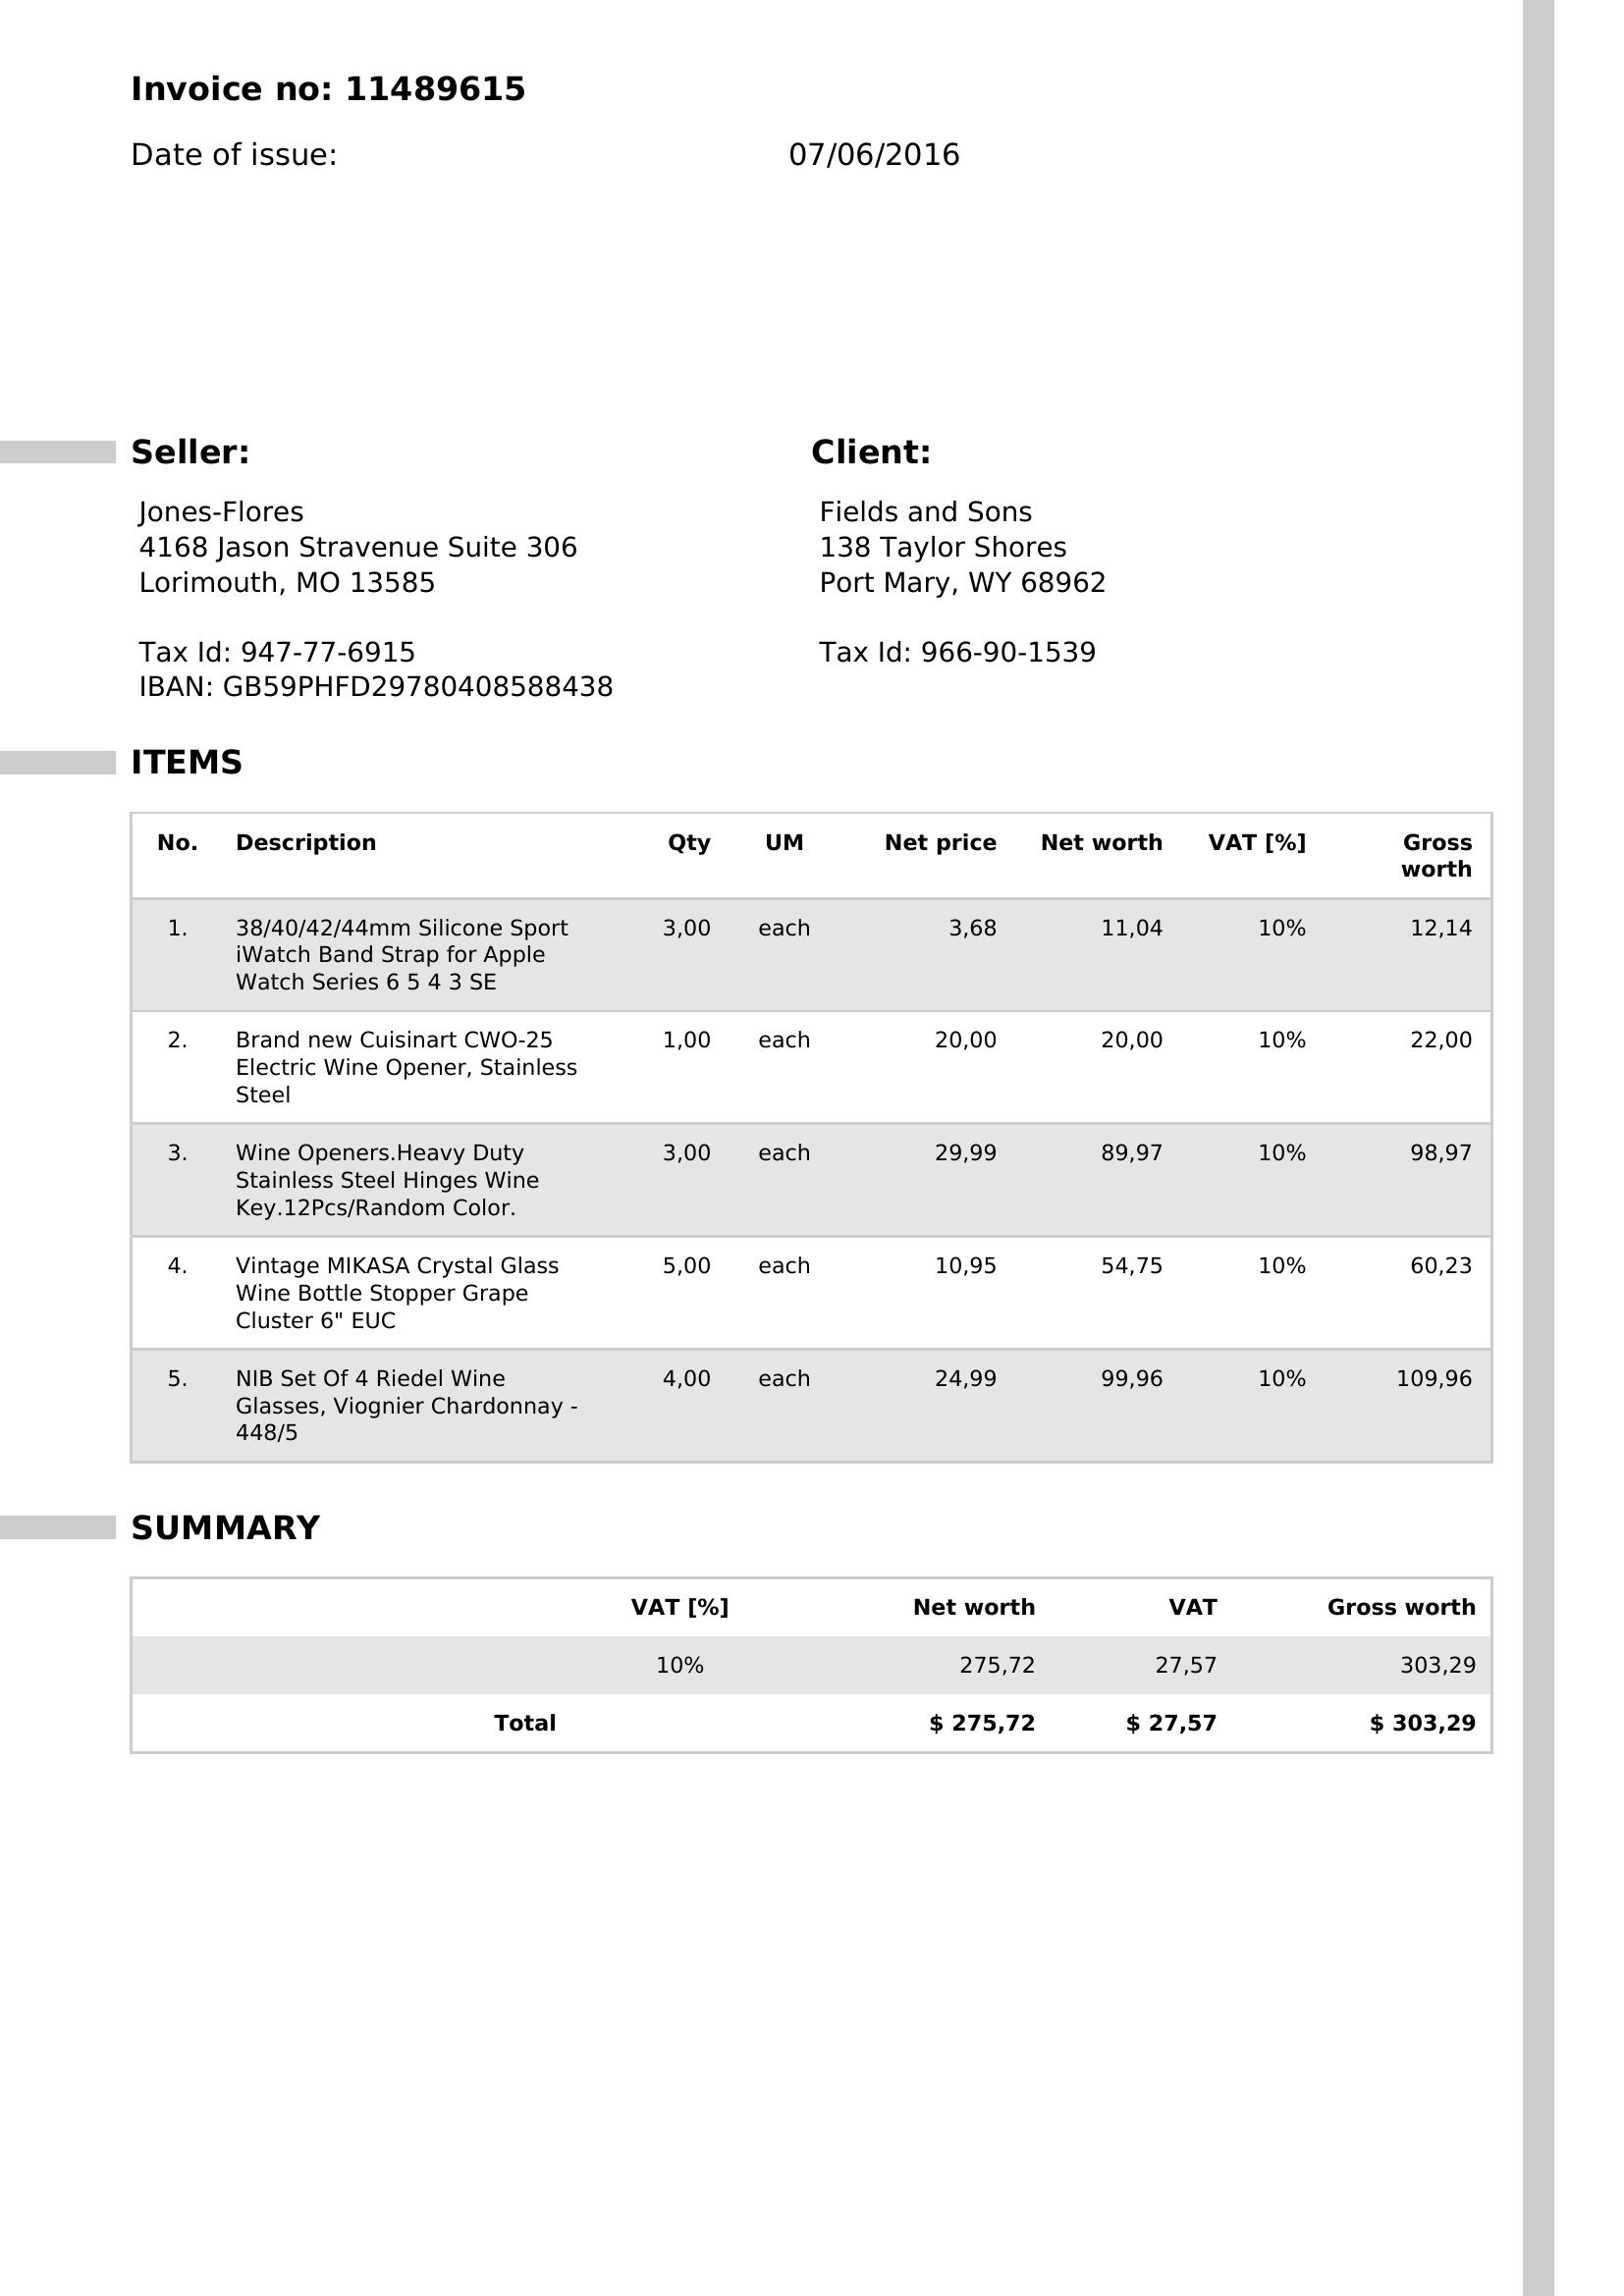 Invoice no: 11489615
Date of issue: 07/06/2016
Seller: Client:
Jones-Flores Fields and Sons
4168 Jason Stravenue Suite 306 138 Taylor Shores
Lorimouth, MO 13585 Port Mary, WY 68962
Tax Id: 947-77-6915 Tax Id: 966-90-1539
IBAN: GB59PHFD29780408588438
ITEMS
No. Description Qty UM Net price Net worth VAT [%] Gross
worth
1. 38/40/42/44mm Silicone Sport 3,00 each 3,68 11,04 10% 12,14
iWatch Band Strap for Apple
Watch Series 6 5 4 3 SE
2. Brand new Cuisinart CWO-25 1,00 each 20,00 20,00 10% 22,00
Electric Wine Opener, Stainless
Steel
3. Wine Openers.Heavy Duty 3,00 each 29,99 89,97 10% 98,97
Stainless Steel Hinges Wine
Key.12Pcs/Random Color.
4. Vintage MIKASA Crystal Glass 5,00 each 10,95 54,75 10% 60,23
Wine Bottle Stopper Grape
Cluster 6" EUC
5. NIB Set Of 4 Riedel Wine 4,00 each 24,99 99,96 10% 109,96
Glasses, Viognier Chardonnay -
448/5
SUMMARY
VAT [%] Net worth VAT Gross worth
10% 275,72 27,57 303,29
Total $ 275,72 $ 27,57 $ 303,29